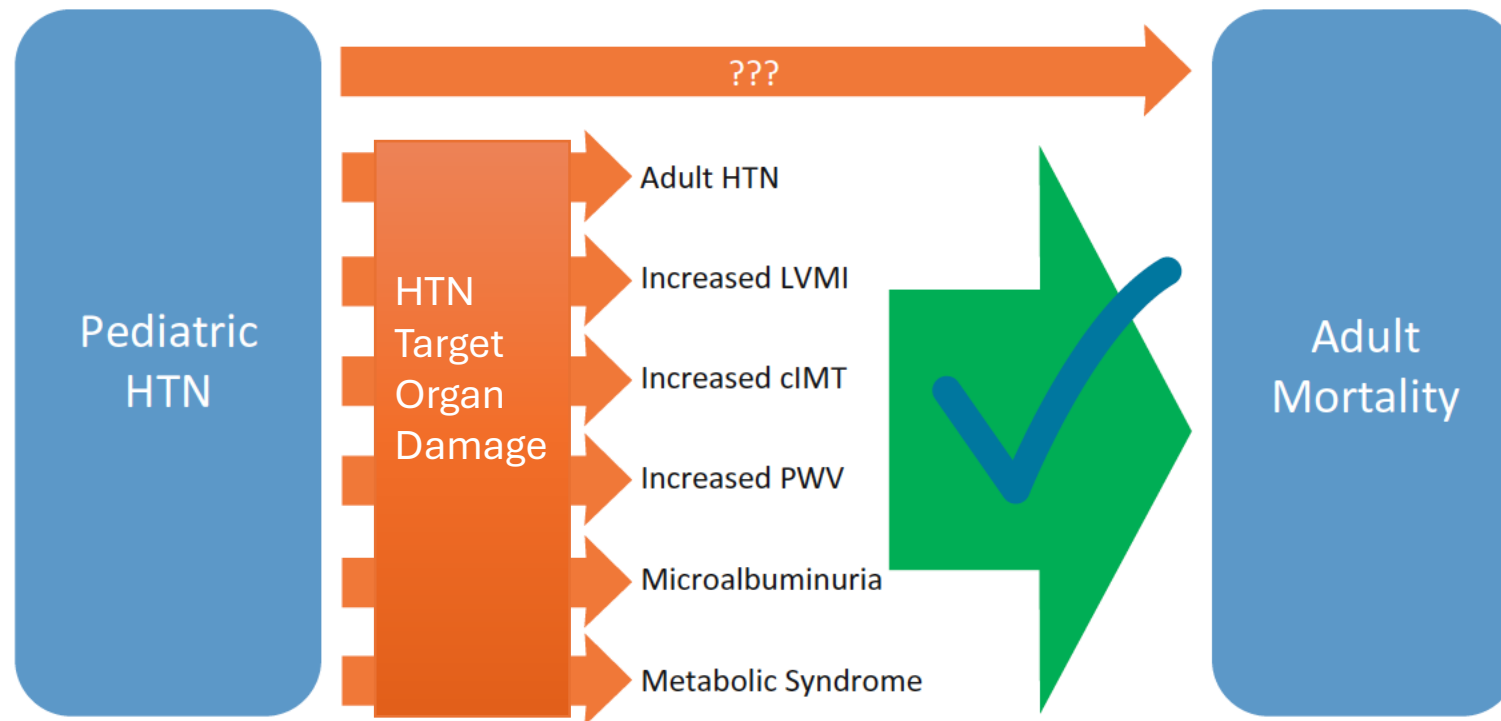 ???
Pediatric
HTN
HTN
Target
Organ
Damage
Adult HTN
Increased LVMI
Increased cIMT
Increased PWV
Microalbuminuria
Metabolic Syndrome
Adult
Mortality